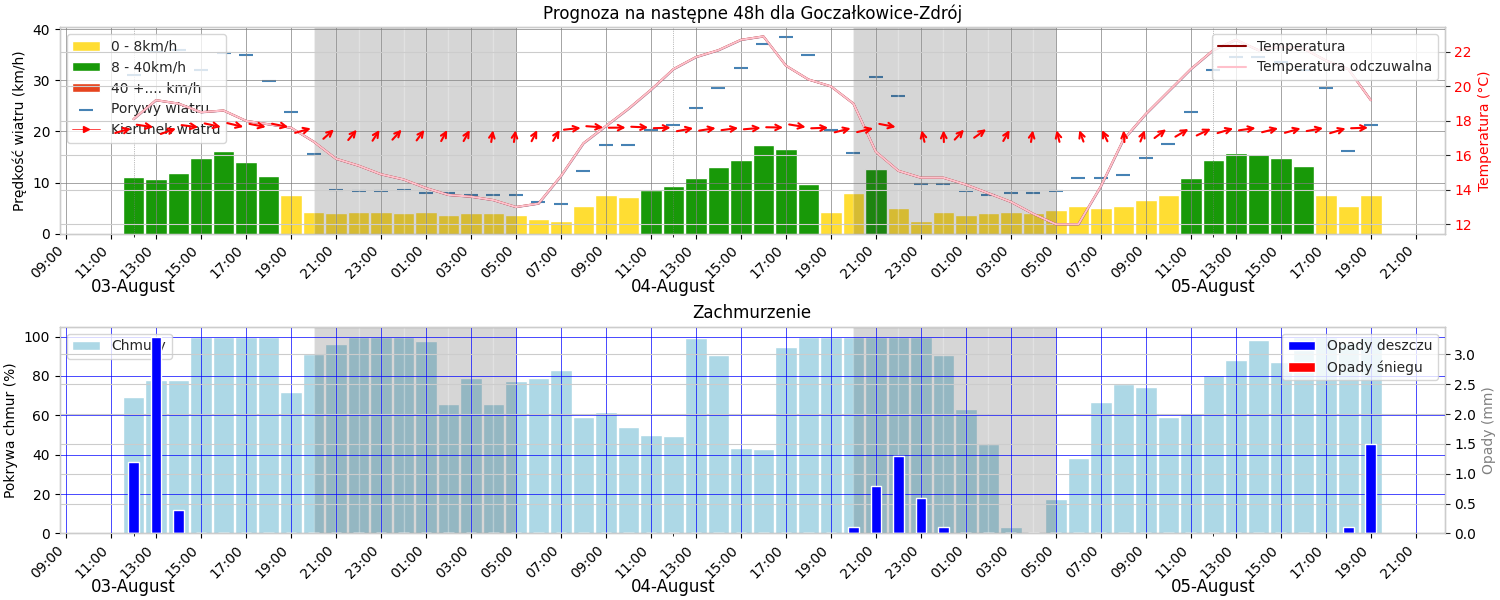 Prognoza na następne 48h dla Goczałkowice-Zdrój
Prędkość wiatru (km/h)
40
30
20
10
0
0 - 8km/h
8 - 40km/h
40 +.... km/h
Porywy wiatru
Kierunek wiatru
Temperatura
Temperatura odczuwalna
22
20
18
16
14
12
Temperatura (°C)
09:00 11:00 13:00 15:00 17:00 19:00 21:00 23:00 01:00 03:00 05:00 07:00 09:00 11:00 13:00 15:00 17:00 19:00 21:00 23:00 01:00 03:00 05:00 07:00 09:00 11:00 13:00 15:00 17:00 19:00 21:00
03-August 04-August 05-August
Zachmurzenie
Pokrywa chmur (%)
100
80
60
40
20
0
Chmury
Opady deszczu
Opady śniegu
3.0
2.5
2.0
1.5
1.0
0.5
0.0
Opady (mm)
09:00 11:00 13:00 15:00 17:00 19:00 21:00 23:00 01:00 03:00 05:00 07:00 09:00 11:00 13:00 15:00 17:00 19:00 21:00 23:00 01:00 03:00 05:00 07:00 09:00 11:00 13:00 15:00 17:00 19:00 21:00
03-August 04-August 05-August